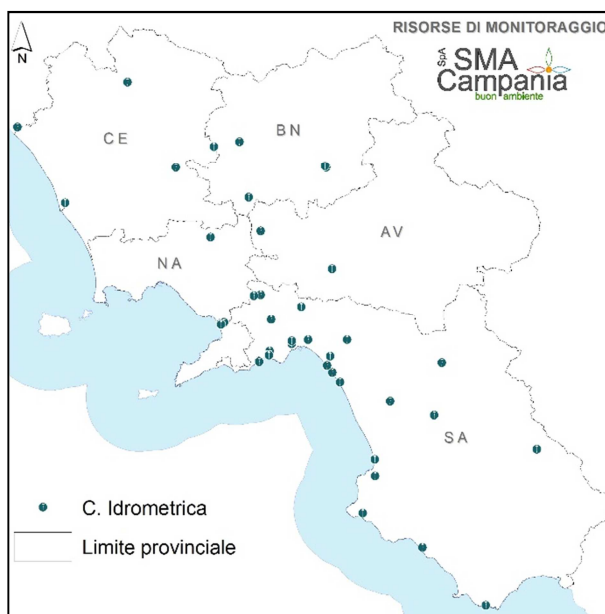 RISORSE DI MONITORAGGIO
N
SpA
SMA
Campania
buon ambiente
CE
BN
AV
NA
SA
C. Idrometrica
Limite provinciale